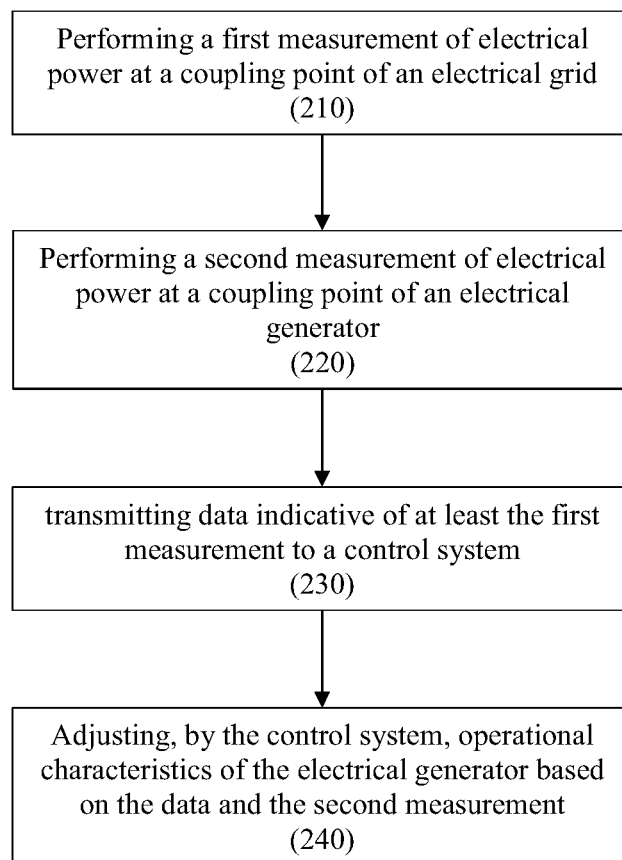 Performing a first measurement of electrical
power at a coupling point of an electrical grid
(210)
Performing a second measurement of electrical
power at a coupling point of an electrical
generator
(220)
transmitting data indicative of at least the first
measurement to a control system
(230)
Adjusting, by the control system, operational
characteristics of the electrical generator based
on the data and the second measurement
(240)